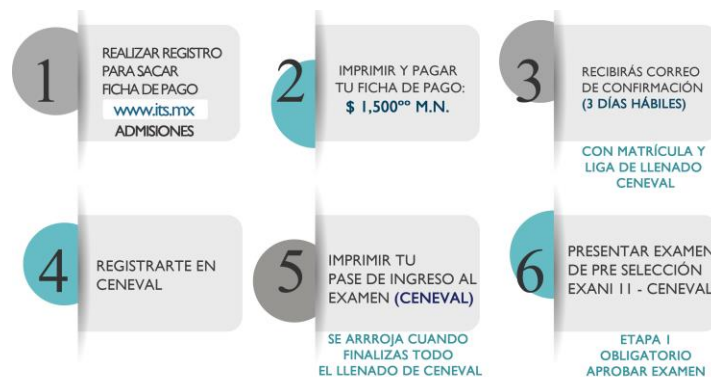 1
REALIZAR REGISTRO
PARA SACAR
FICHA DE PAGO
www.its.mx
ADMISIONES
2
IMPRIMIR Y PAGAR
TU FICHA DE PAGO:
$ 1,500ºº M.N.
3
RECIBIRÁS CORREO
DE CONFIRMACIÓN
(3 DÍAS HÁBILES)
CON MATRÍCULA Y
LIGA DE LLENADO
CENEVAL
4
REGISTRARTE EN
CENEVAL
5
IMPRIMIR TU
PASE DE INGRESO AL
EXAMEN (CENEVAL)
SE ARRROJA CUANDO
FINALIZAS TODO
EL LLENADO DE CENEVAL
6
PRESENTAR EXAMEN
DE PRE SELECCIÓN
EXANI 11 - CENEVAL
ETAPA I
OBLIGATORIO
APROBAR EXAMEN